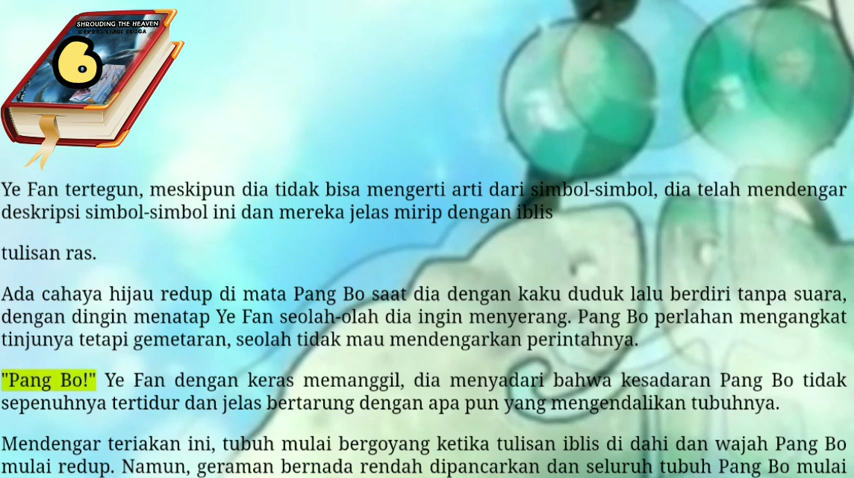 SHROUDING THE HEAVEN
6
Ye Fan tertegun, meskipun dia tidak bisa mengerti arti dari simbol-simbol, dia telah mendengar
deskripsi simbol-simbol ini dan mereka jelas mirip dengan iblis
tulisan ras.
Ada cahaya hijau redup di mata Pang Bo saat dia dengan kaku duduk lalu berdiri tanpa suara,
dengan dingin menatap Ye Fan seolah-olah dia ingin menyerang. Pang Bo perlahan mengangkat
tinjunya tetapi gemetaran, seolah tidak mau mendengarkan perintahnya.
"Pang Bo!" Ye Fan dengan keras memanggil, dia menyadari bahwa kesadaran Pang Bo tidak
sepenuhnya tertidur dan jelas bertarung dengan apa pun yang mengendalikan tubuhnya.
Mendengar teriakan ini, tubuh mulai bergoyang ketika tulisan iblis di dahi dan wajah Pang Bo
mulai redup. Namun, geraman bernada rendah dipancarkan dan seluruh tubuh Pang Bo mulai